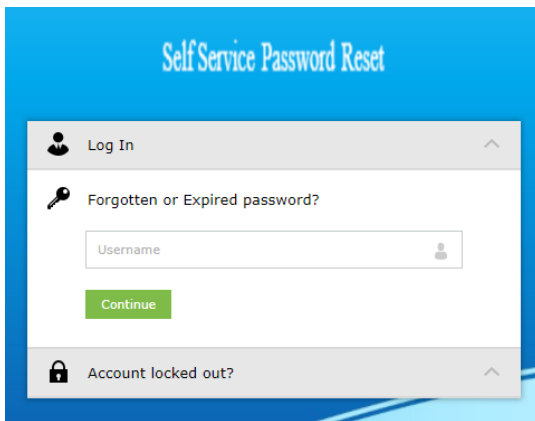 Self Service Password Reset
Log In
Forgotten or Expired password?
Username
Continue
Account locked out?